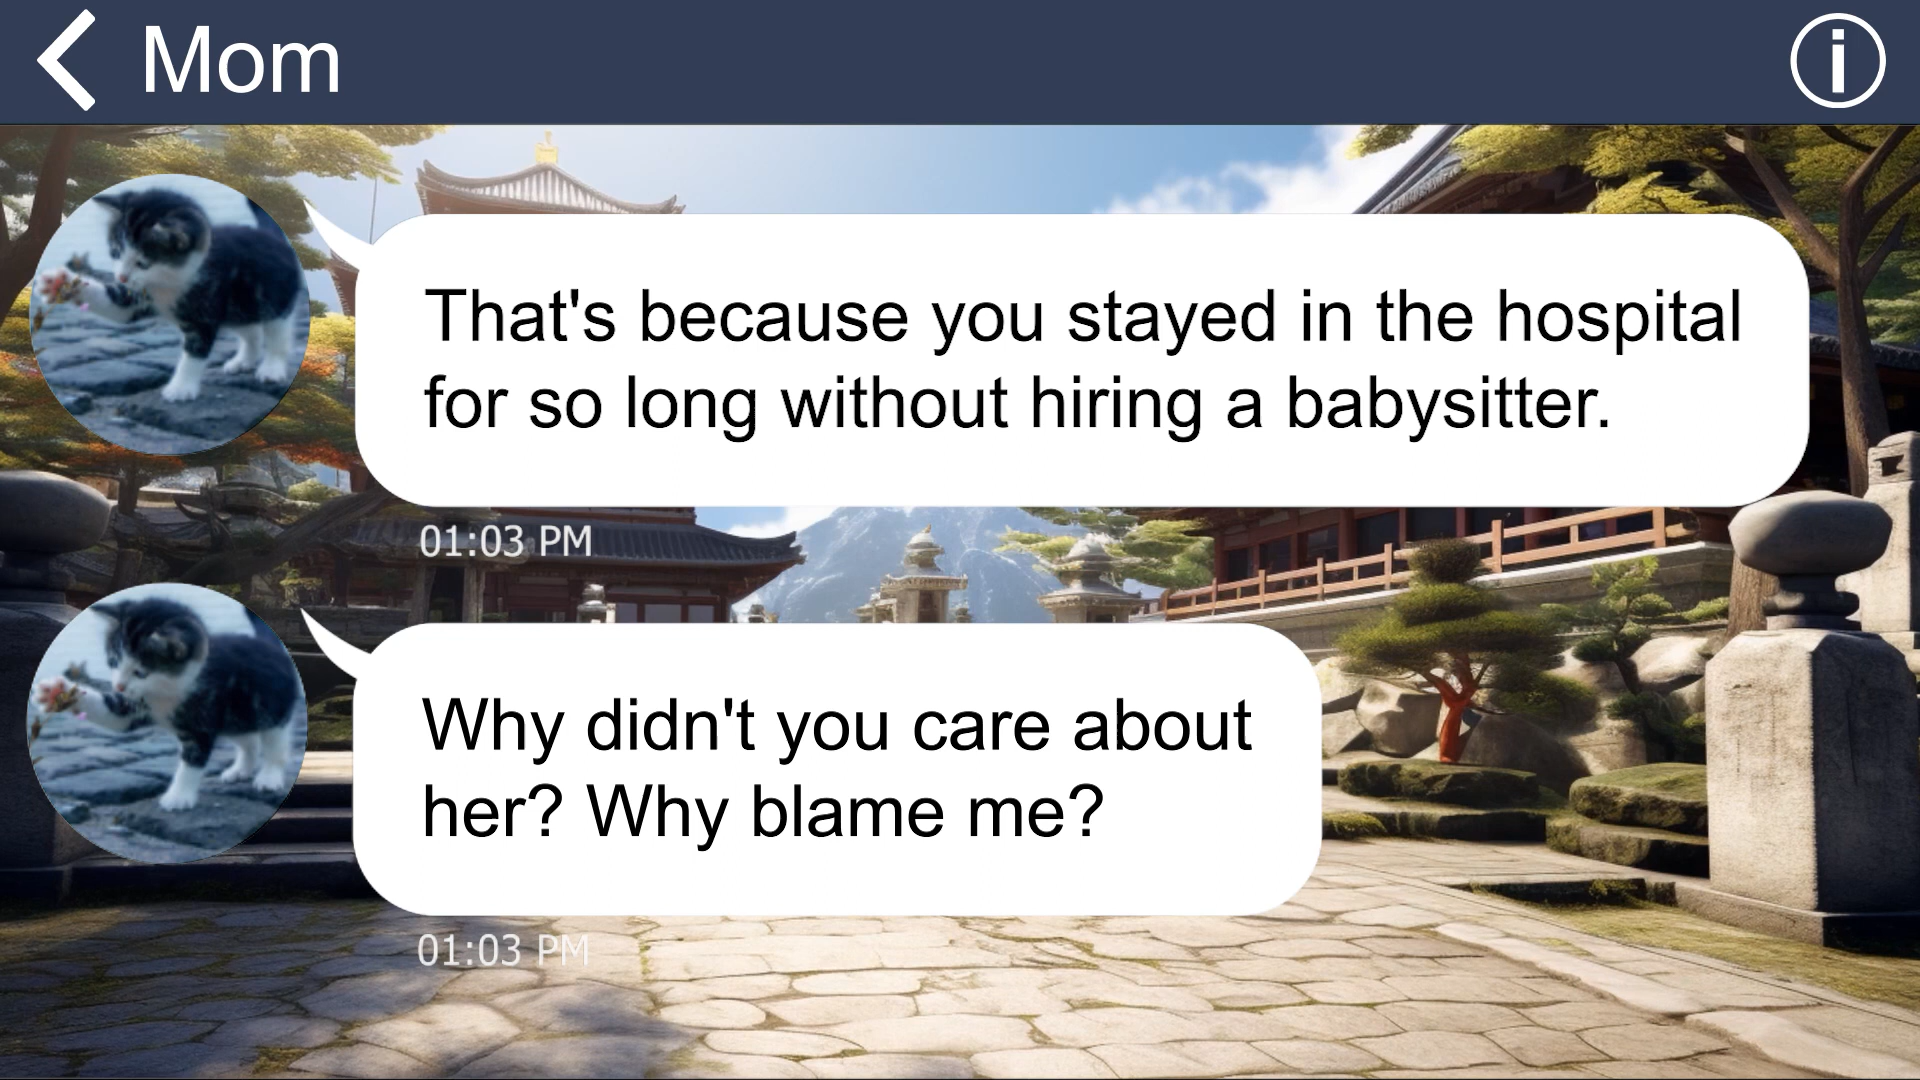 Mom
That's because you stayed in the hospital
for so long without hiring a babysitter.
01:03 PM
Why didn't you care about
her? Why blame me?
01:03 PM